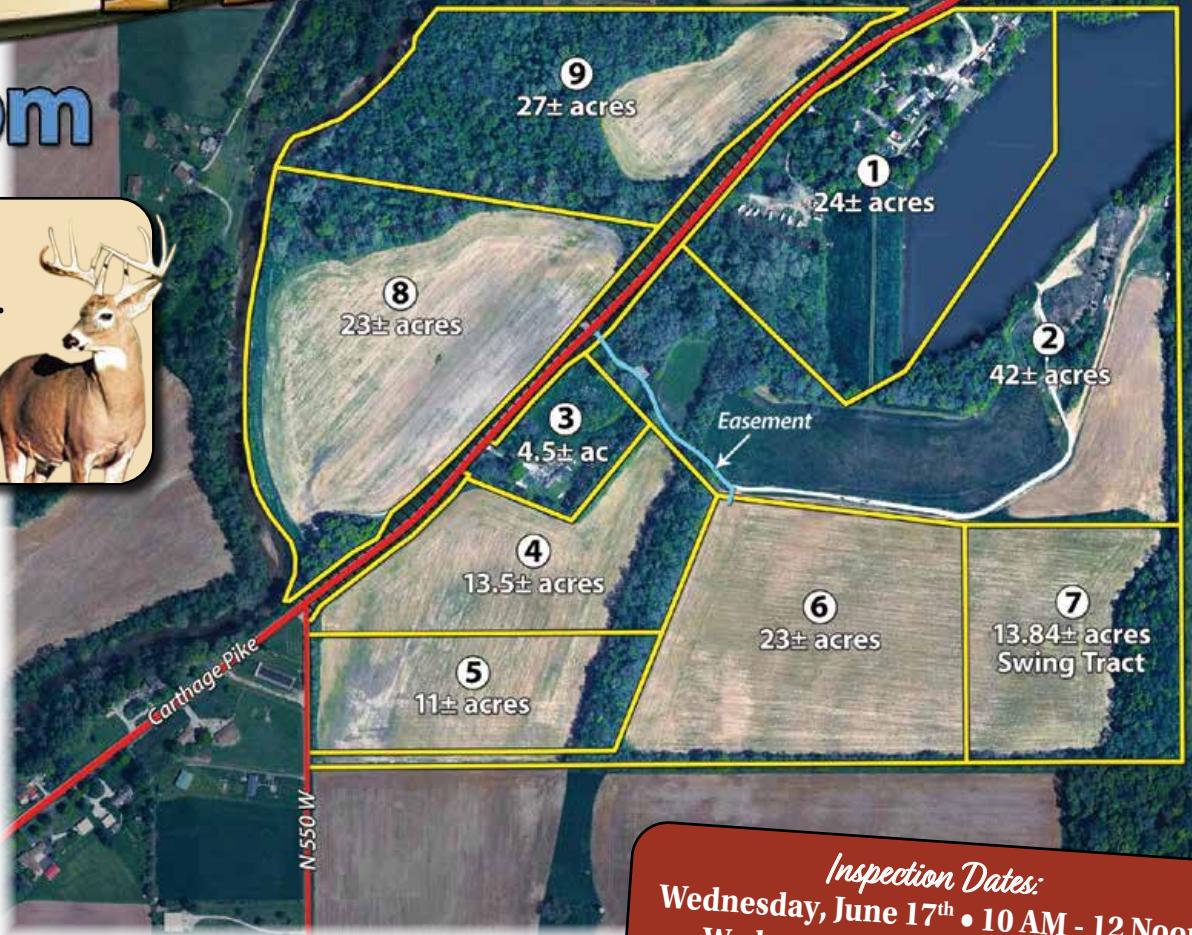 om
9
27± acres
1
24± acres
8
23± acres
2
42± acres
3
4.5± ac
Easement
4
13.5± acres
6
23± acres
7
13.84± acres
Swing Tract
5
11± acres
Carthage Pike
N 550 W
Inspection Dates:
Wednesday, June 17th • 10 AM - 12 Noon